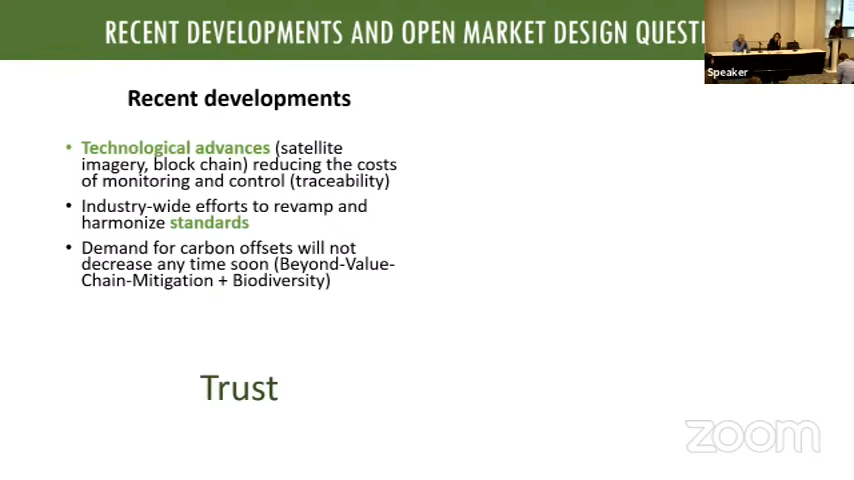 RECENT DEVELOPMENTS AND OPEN MARKET DESIGN QUEST
Speaker
Recent developments
• Technological advances (satellite
imagery, block chain) reducing the costs
of monitoring and control (traceability)
• Industry-wide efforts to revamp and
harmonize standards
• Demand for carbon offsets will not
decrease any time soon (Beyond-Value-
Chain-Mitigation + Biodiversity)
Trust
zoom